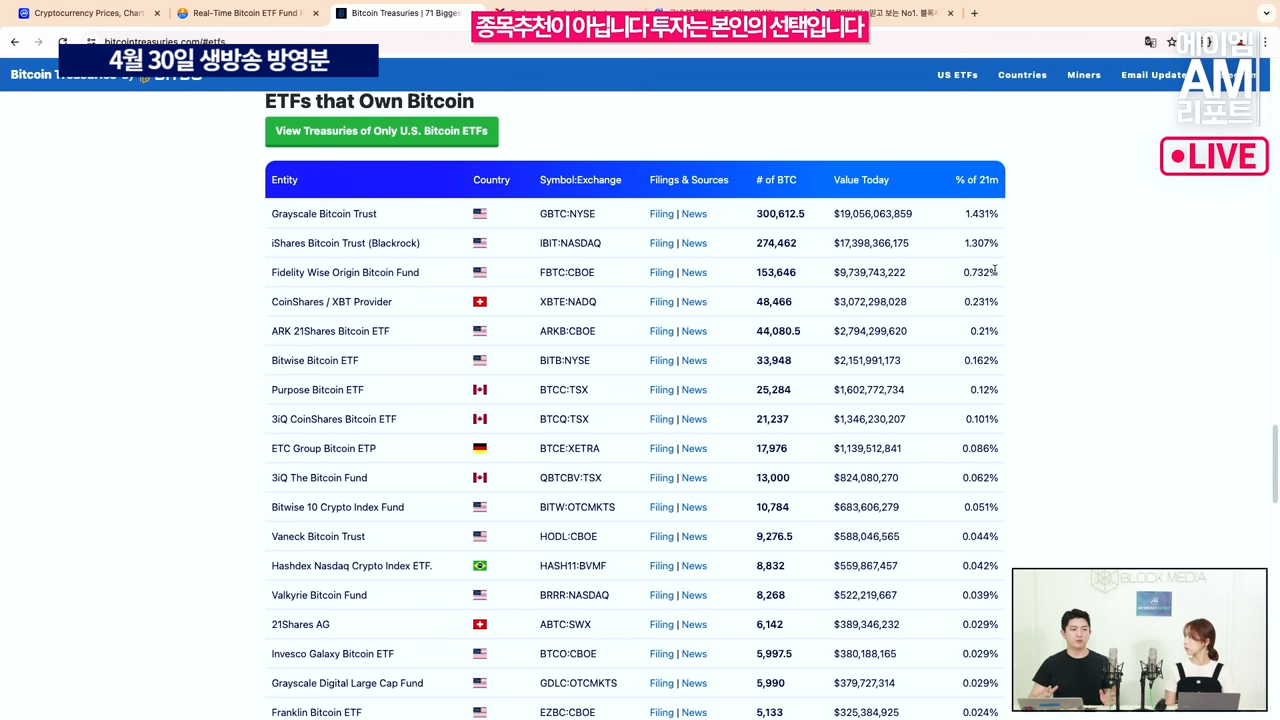 Cryptocurrency Prices, Chart
Real-Time Bitcoin ETF Fund F
Bitcoin Treasuries | 71 Bigges
종목추천이 아닙니다 투자는 본인의 선택입니다
bitcointreasuries.com/#etfs
4월 30일 생방송 방영분
US ETFs Countries Miners Email Update
에이엠
AM
리포트
LIVE
ETFs that Own Bitcoin
View Treasuries of Only U.S. Bitcoin ETFs
Entity Country Symbol:Exchange Filings & Sources # of BTC Value Today % of 21m
Grayscale Bitcoin Trust GBTC:NYSE Filing | News 300,612.5 $19,056,063,859 1.431%
iShares Bitcoin Trust (Blackrock) IBIT:NASDAQ Filing | News 274,462 $17,398,366,175 1.307%
Fidelity Wise Origin Bitcoin Fund FBTC:CBOE Filing | News 153,646 $9,739,743,222 0.732%
CoinShares / XBT Provider XBTE:NADQ Filing | News 48,466 $3,072,298,028 0.231%
ARK 21Shares Bitcoin ETF ARKB:CBOE Filing | News 44,080.5 $2,794,299,620 0.21%
Bitwise Bitcoin ETF BITB:NYSE Filing | News 33,948 $2,151,991,173 0.162%
Purpose Bitcoin ETF BTCC:TSX Filing | News 25,284 $1,602,772,734 0.12%
3iQ CoinShares Bitcoin ETF BTCQ:TSX Filing | News 21,237 $1,346,230,207 0.101%
ETC Group Bitcoin ETP BTCE:XETRA Filing | News 17,976 $1,139,512,841 0.086%
3iQ The Bitcoin Fund QBTCBV:TSX Filing | News 13,000 $824,080,270 0.062%
Bitwise 10 Crypto Index Fund BITW:OTCMKTS Filing | News 10,784 $683,606,279 0.051%
Vaneck Bitcoin Trust HODL:CBOE Filing | News 9,276.5 $588,046,565 0.044%
Hashdex Nasdaq Crypto Index ETF. HASH11:BVMF Filing | News 8,832 $559,867,457 0.042%
Valkyrie Bitcoin Fund BRRR:NASDAQ Filing | News 8,268 $522,219,667 0.039%
21Shares AG ABTC:SWX Filing | News 6,142 $389,346,232 0.029%
Invesco Galaxy Bitcoin ETF BTCO:CBOE Filing | News 5,997.5 $380,188,165 0.029%
Grayscale Digital Large Cap Fund GDLC:OTCMKTS Filing | News 5,990 $379,727,314 0.029%
Franklin Bitcoin ETF EZBC:CBOE Filing | News 5,133 $325,384,925 0.024%
BLOCK MEDIA